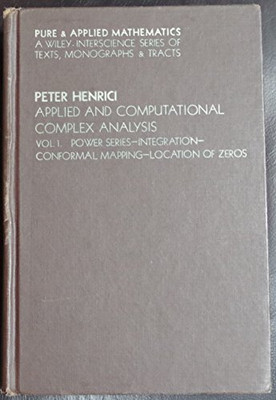 PURE & APPLIED MATHEMATICS
A WILEY-INTERSCIENCE SERIES OF
TEXTS, MONOGRAPHS & TRACTS
PETER HENRICI
APPLIED AND COMPUTATIONAL
COMPLEX ANALYSIS
VOL. I. POWER SERIES—INTEGRATION—
CONFORMAL MAPPING—LOCATION OF ZEROS